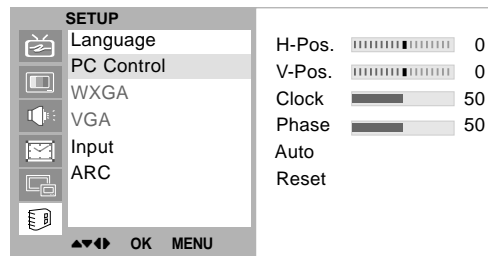 SETUP
Language
PC Control
WXGA
VGA
Input
ARC
▲▼◀▶ OK MENU
H-Pos. 0
V-Pos. 0
Clock 50
Phase 50
Auto
Reset